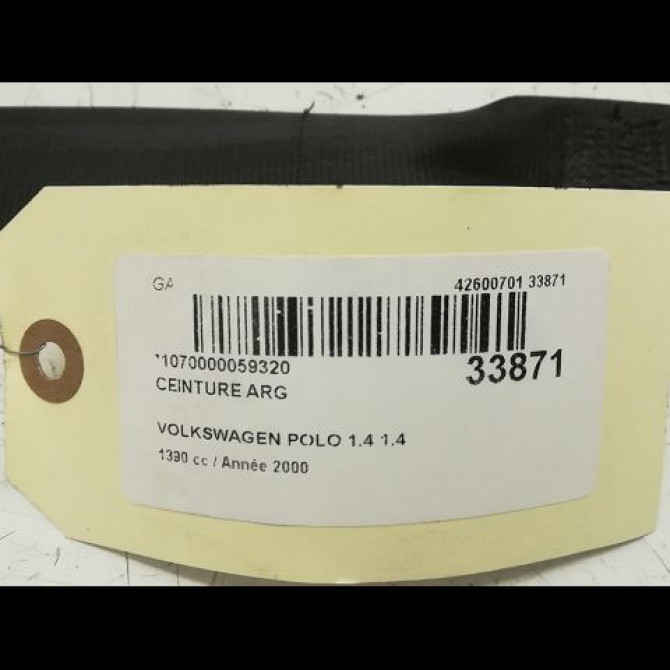 GA 42600701 33871
*1070000059320 33871
CEINTURE ARG
VOLKSWAGEN POLO 1.4 1.4
1390 cc / Année 2000